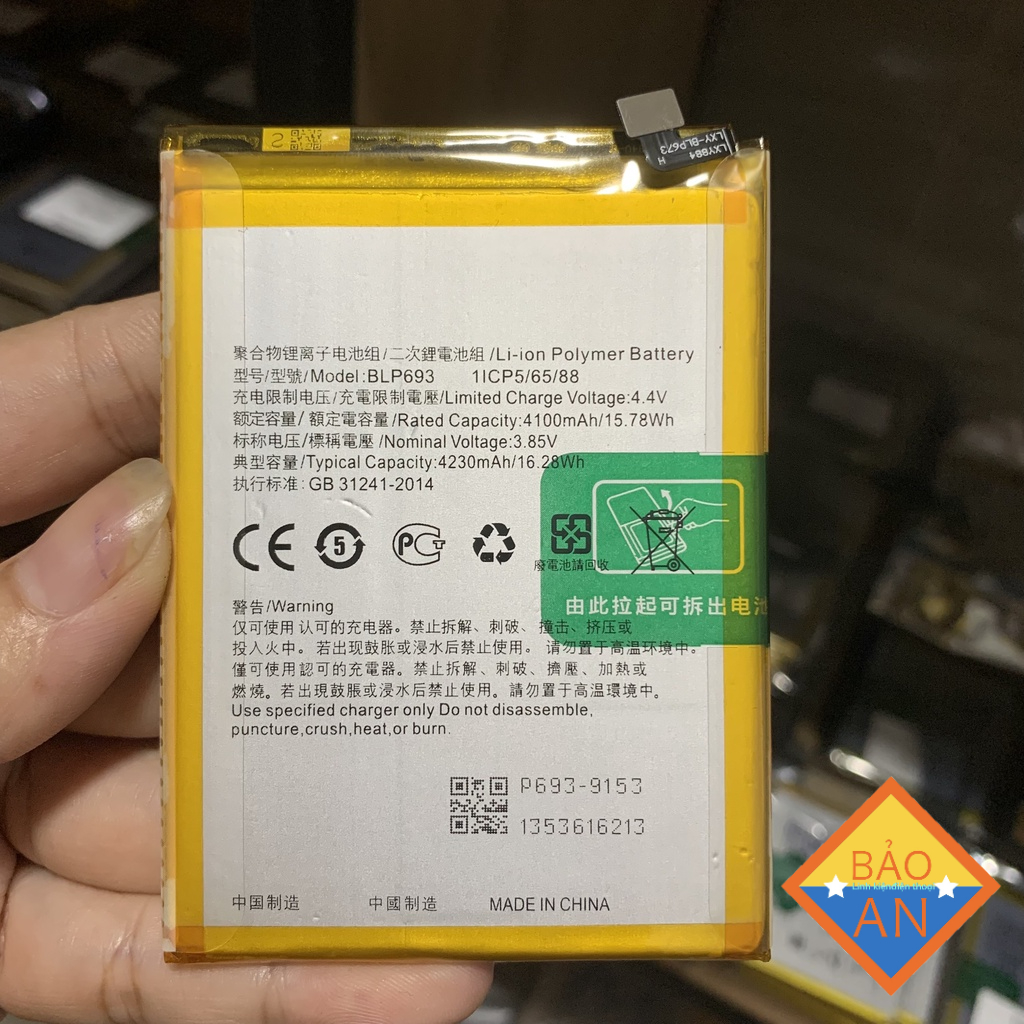 S
LXY884 H
LXY-BLP673
聚合物锂离子电池组/二次鋰電池組/Li-ion Polymer Battery
型号/型號/Model:BLP693 1ICP5/65/88
充电限制电压/充電限制電壓/Limited Charge Voltage:4.4V
额定容量/額定電容量/Rated Capacity:4100mAh/15.78Wh
标称电压/標稱電壓/Nominal Voltage:3.85V
典型容量/Typical Capacity:4230mAh/16.28Wh
执行标准:GB 31241-2014
CE 5 PCT
廢電池請回收
由此拉起可拆出电池
警告/Warning
仅可使用认可的充电器。禁止拆解、刺破、撞击、挤压或
投入火中。若出现鼓胀或浸水后禁止使用。请勿置于高温环境中。
僅可使用認可的充電器。禁止拆解、刺破、擠壓、加熱或
燃燒。若出現鼓脹或浸水后禁止使用。請勿置于高温環境中。
Use specified charger only Do not disassemble,
puncture,crush,heat,or burn.
P693-9153
1353616213
中国制造 中國製造 MADE IN CHINA
BẢO
Linh kiện điện thoại
AN